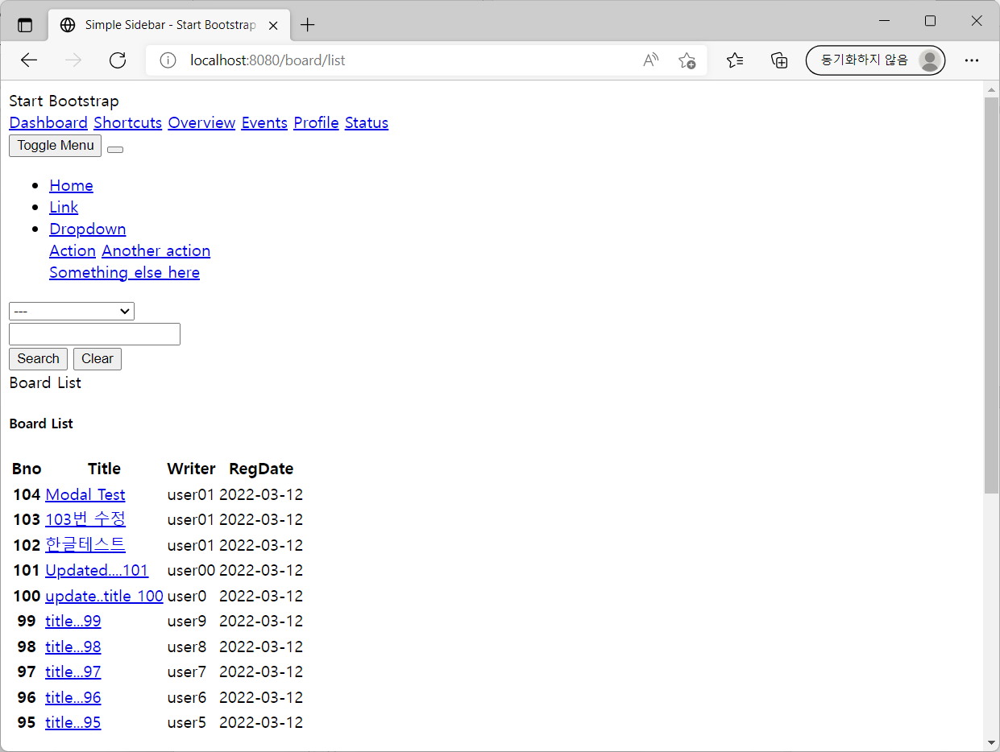 Simple Sidebar - Start Bootstrap
localhost:8080/board/list
동기화하지 않음
Start Bootstrap
Dashboard Shortcuts Overview Events Profile Status
Toggle Menu
Home
Link
Dropdown
Action Another action
Something else here
---
Search Clear
Board List
Board List
Bno Title Writer RegDate
104 Modal Test user01 2022-03-12
103 103번 수정 user01 2022-03-12
102 한글테스트 user01 2022-03-12
101 Updated....101 user00 2022-03-12
100 update..title 100 user0 2022-03-12
99 title...99 user9 2022-03-12
98 title...98 user8 2022-03-12
97 title...97 user7 2022-03-12
96 title...96 user6 2022-03-12
95 title...95 user5 2022-03-12